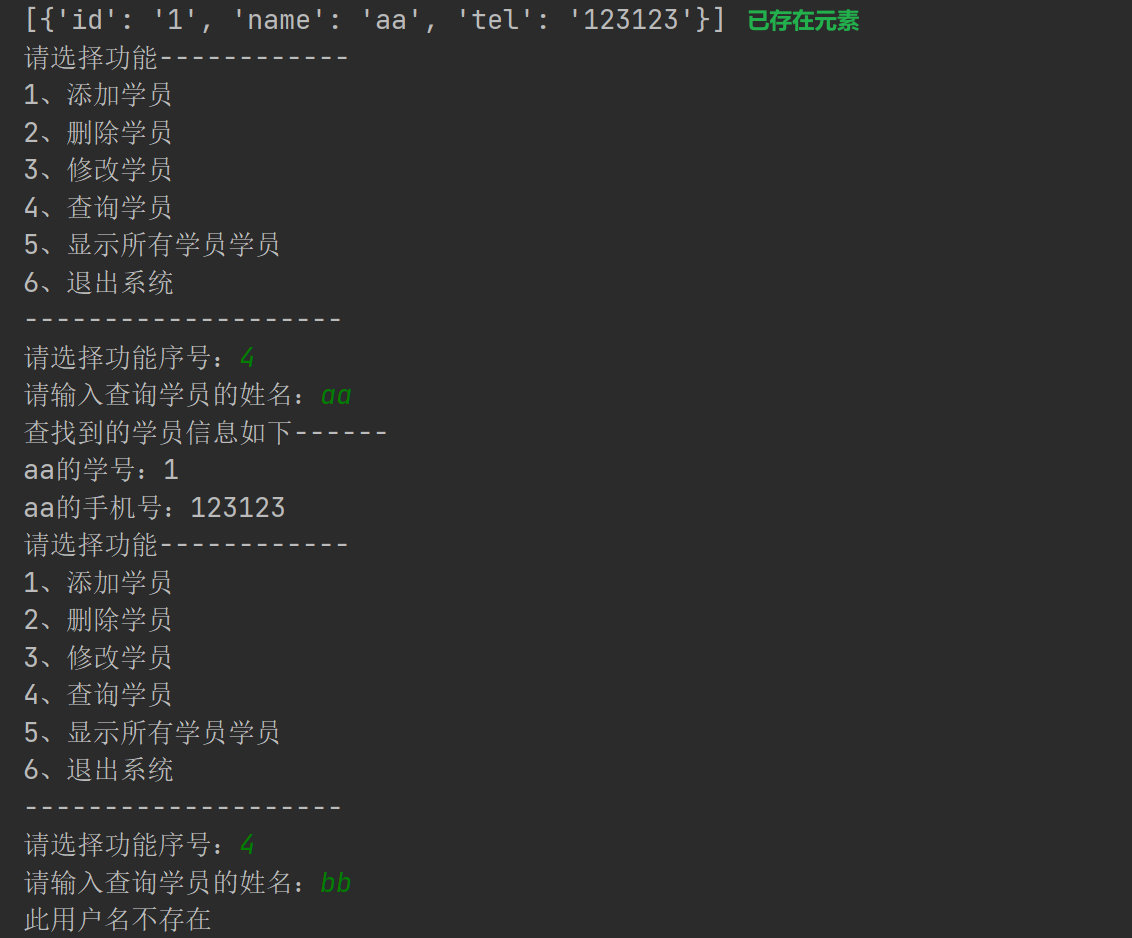 [{'id': '1', 'name': 'aa', 'tel': '123123'}] 已存在元素
请选择功能------------
1、添加学员
2、删除学员
3、修改学员
4、查询学员
5、显示所有学员学员
6、退出系统
--------------------
请选择功能序号：4
请输入查询学员的姓名：aa
查找到的学员信息如下------
aa的学号：1
aa的手机号：123123
请选择功能------------
1、添加学员
2、删除学员
3、修改学员
4、查询学员
5、显示所有学员学员
6、退出系统
--------------------
请选择功能序号：4
请输入查询学员的姓名：bb
此用户名不存在